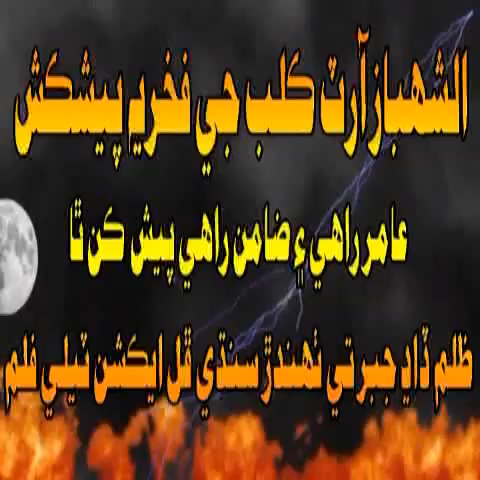 الشهباز آرٽ ڪلب جي فخريه پيشڪش
عامر راهي ۽ ضامن راهي پيش ڪن ٿا
ظلم ڏاڍ جبر تي ٺهندڙ سنڌي ڦل ايڪشن ٽيلي فلم